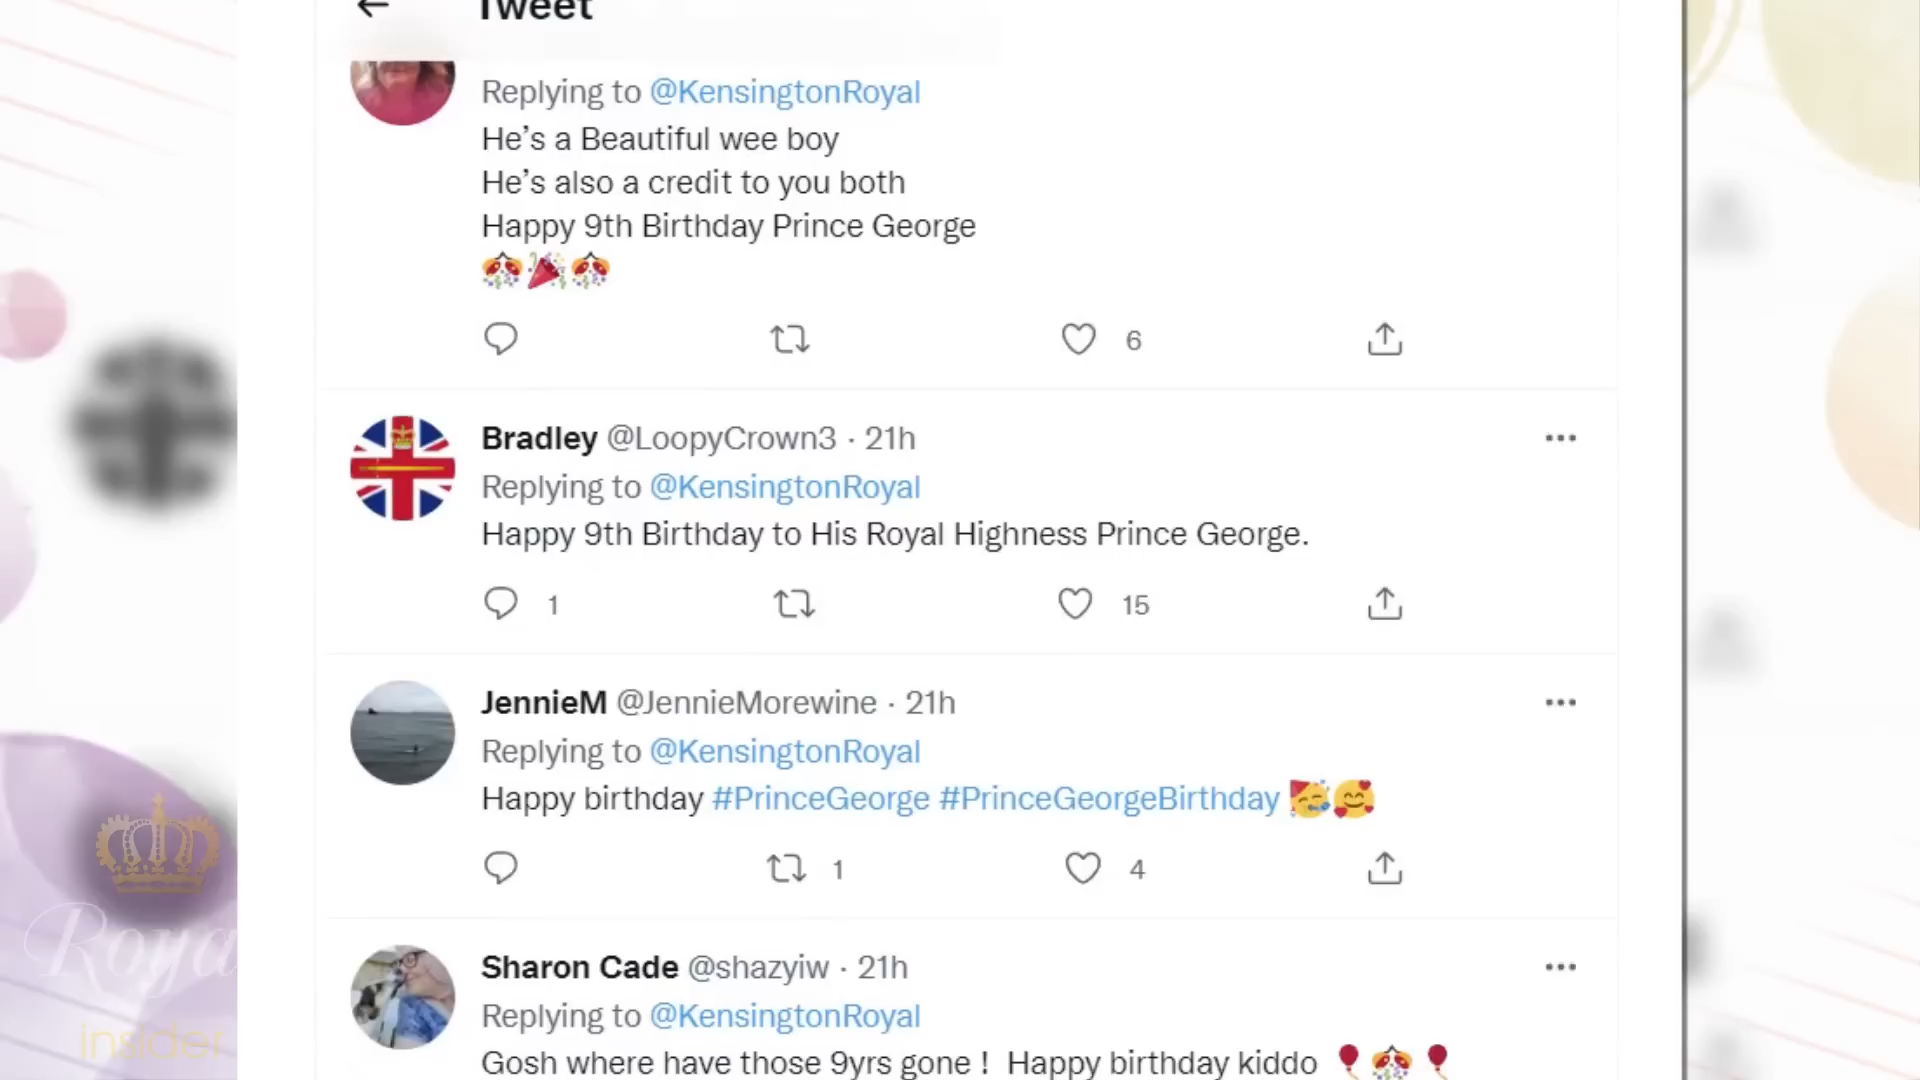 Tweet
Replying to @KensingtonRoyal
He’s a Beautiful wee boy
He’s also a credit to you both
Happy 9th Birthday Prince George
6
Bradley @LoopyCrown3 · 21h
Replying to @KensingtonRoyal
Happy 9th Birthday to His Royal Highness Prince George.
1 15
JennieM @JennieMorewine · 21h
Replying to @KensingtonRoyal
Happy birthday #PrinceGeorge #PrinceGeorgeBirthday
1 4
Sharon Cade @shazyiw · 21h
Replying to @KensingtonRoyal
Gosh where have those 9yrs gone ! Happy birthday kiddo
Roya
insider